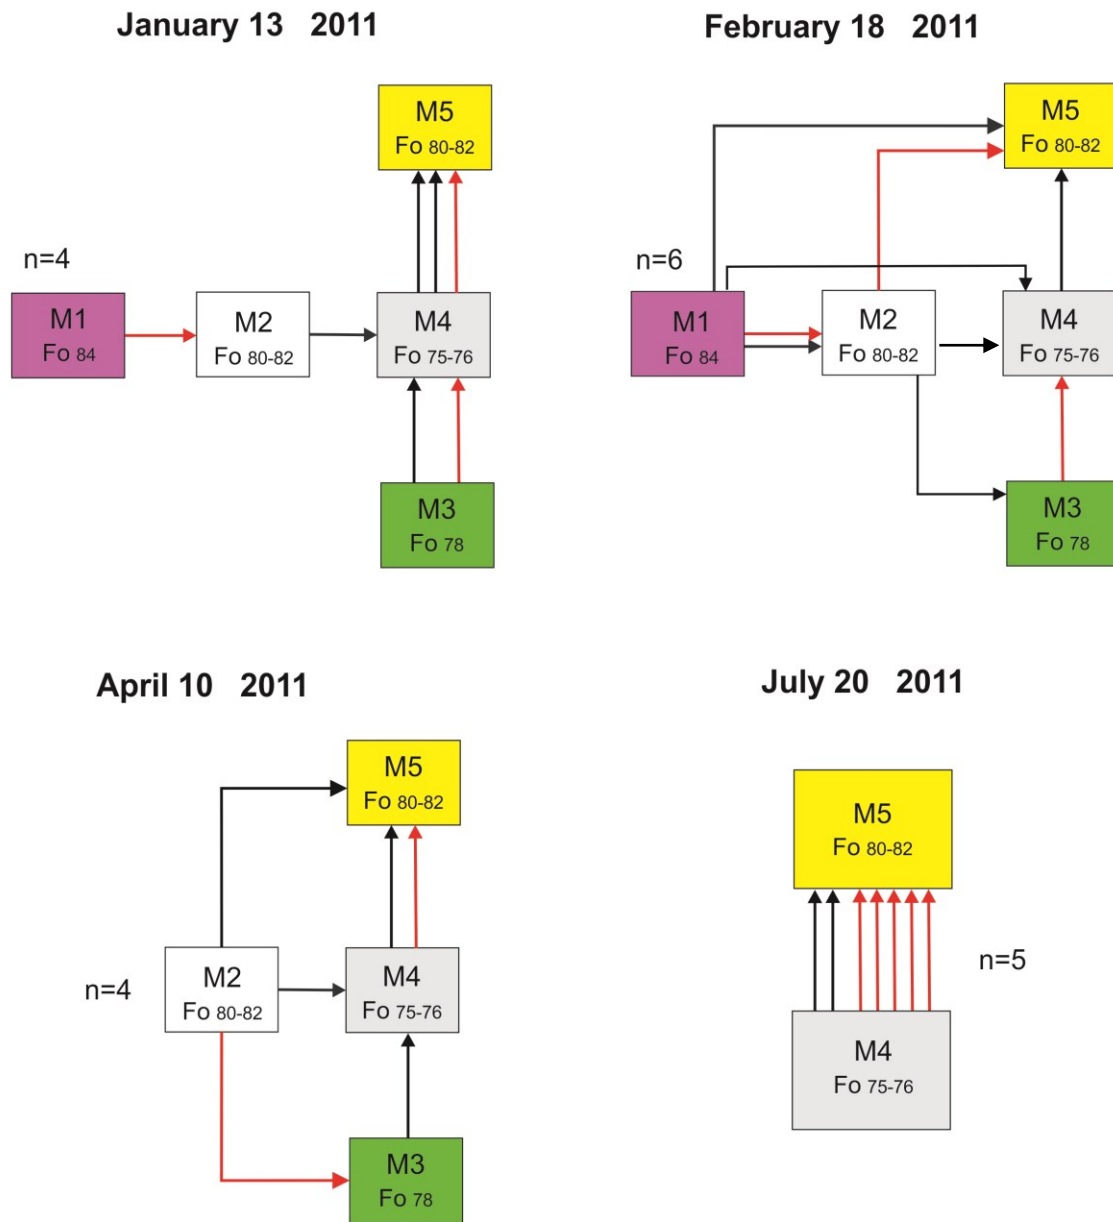 January 13 2011
M5
Fo 80-82
n=4
M1
Fo 84
M2
Fo 80-82
M4
Fo 75-76
M3
Fo 78
February 18 2011
M5
Fo 80-82
n=6
M1
Fo 84
M2
Fo 80-82
M4
Fo 75-76
M3
Fo 78
April 10 2011
M5
Fo 80-82
n=4
M2
Fo 80-82
M4
Fo 75-76
M3
Fo 78
July 20 2011
M5
Fo 80-82
n=5
M4
Fo 75-76